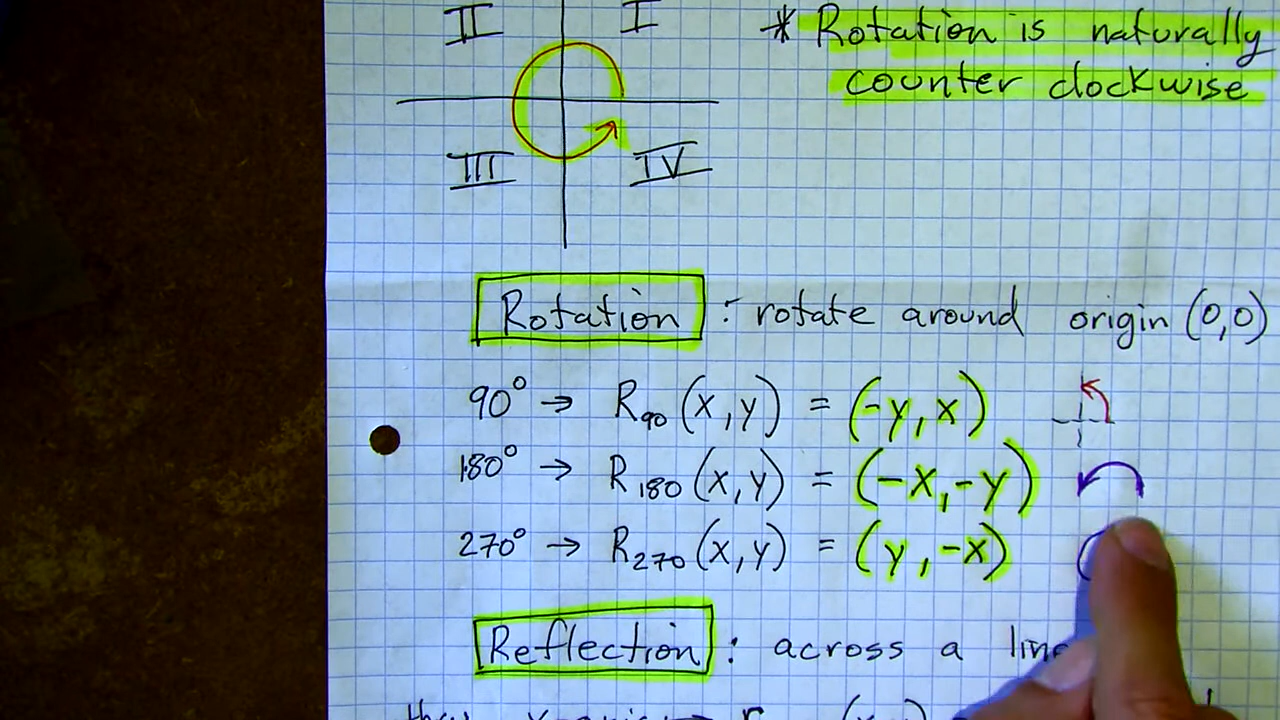 II I
* Rotation is naturally
counter clockwise
III IV
Rotation : rotate around origin (0,0)
90° → R90 (x,y) = (-y, x)
180° → R180 (x,y) = (-x,-y)
270° → R270 (x,y) = (y,-x)
Reflection : across a line